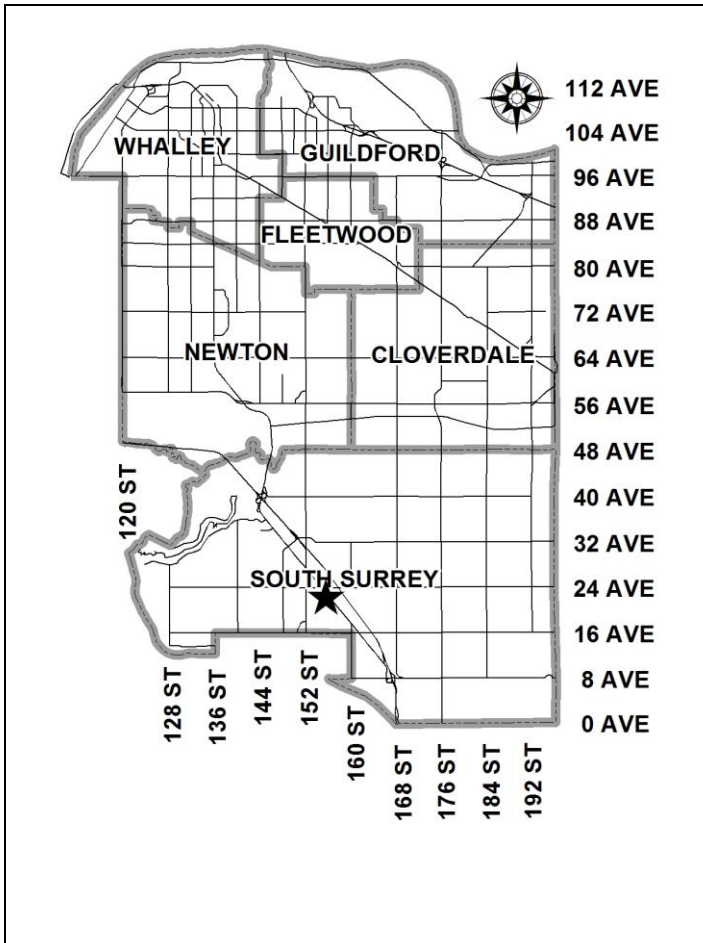 112 AVE
104 AVE
WHALLEY
GUILDFORD
96 AVE
88 AVE
FLEETWOOD
80 AVE
72 AVE
NEWTON
CLOVERDALE
64 AVE
56 AVE
48 AVE
120 ST
40 AVE
32 AVE
SOUTH SURREY
24 AVE
16 AVE
8 AVE
0 AVE
128 ST
136 ST
144 ST
152 ST
160 ST
168 ST
176 ST
184 ST
192 ST